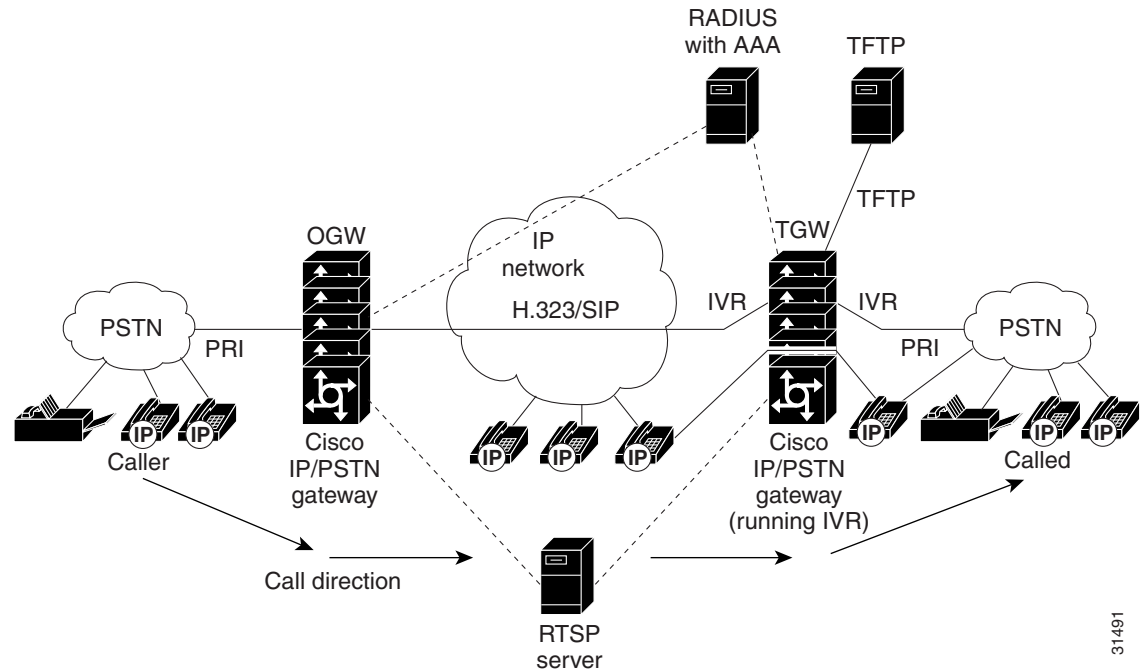 RADIUS
with AAA
TFTP
TFTP
OGW
IP
network
TGW
H.323/SIP
IVR
IVR
PSTN
PRI
PRI
PSTN
IP
IP
IP
IP
IP
IP
IP
IP
Caller
Cisco
IP/PSTN
gateway
Cisco
IP/PSTN
gateway
(running IVR)
Called
Call direction
RTSP
server
31491